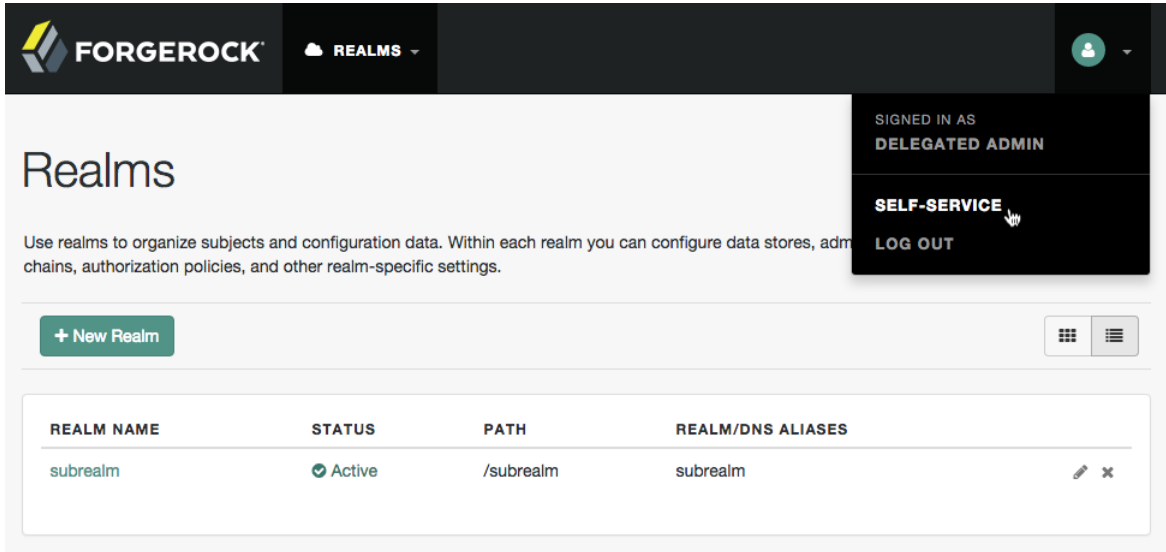 FORGEROCK
REALMS
SIGNED IN AS
DELEGATED ADMIN
SELF-SERVICE
LOG OUT
Realms
Use realms to organize subjects and configuration data. Within each realm you can configure data stores, adm
chains, authorization policies, and other realm-specific settings.
+ New Realm
REALM NAME STATUS PATH REALM/DNS ALIASES
subrealm Active /subrealm subrealm